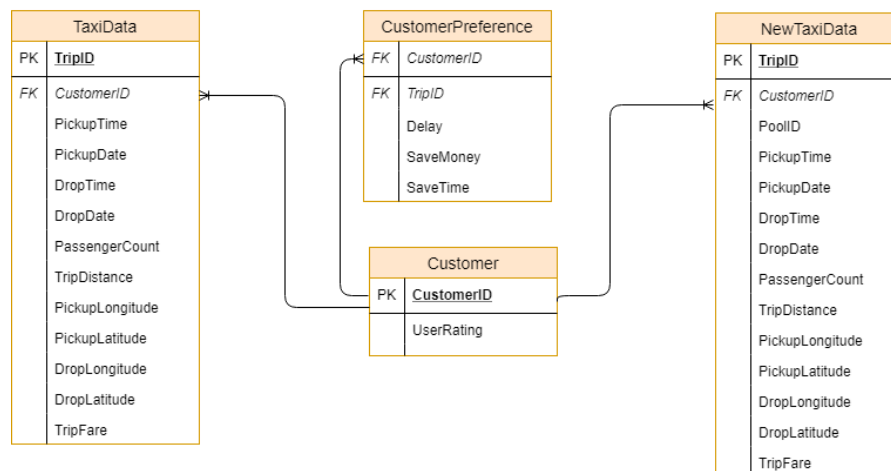 TaxiData
PK TripID
FK CustomerID
PickupTime
PickupDate
DropTime
DropDate
PassengerCount
TripDistance
PickupLongitude
PickupLatitude
DropLongitude
DropLatitude
TripFare
CustomerPreference
FK CustomerID
FK TripID
Delay
SaveMoney
SaveTime
Customer
PK CustomerID
UserRating
NewTaxiData
PK TripID
FK CustomerID
PoolID
PickupTime
PickupDate
DropTime
DropDate
PassengerCount
TripDistance
PickupLongitude
PickupLatitude
DropLongitude
DropLatitude
TripFare